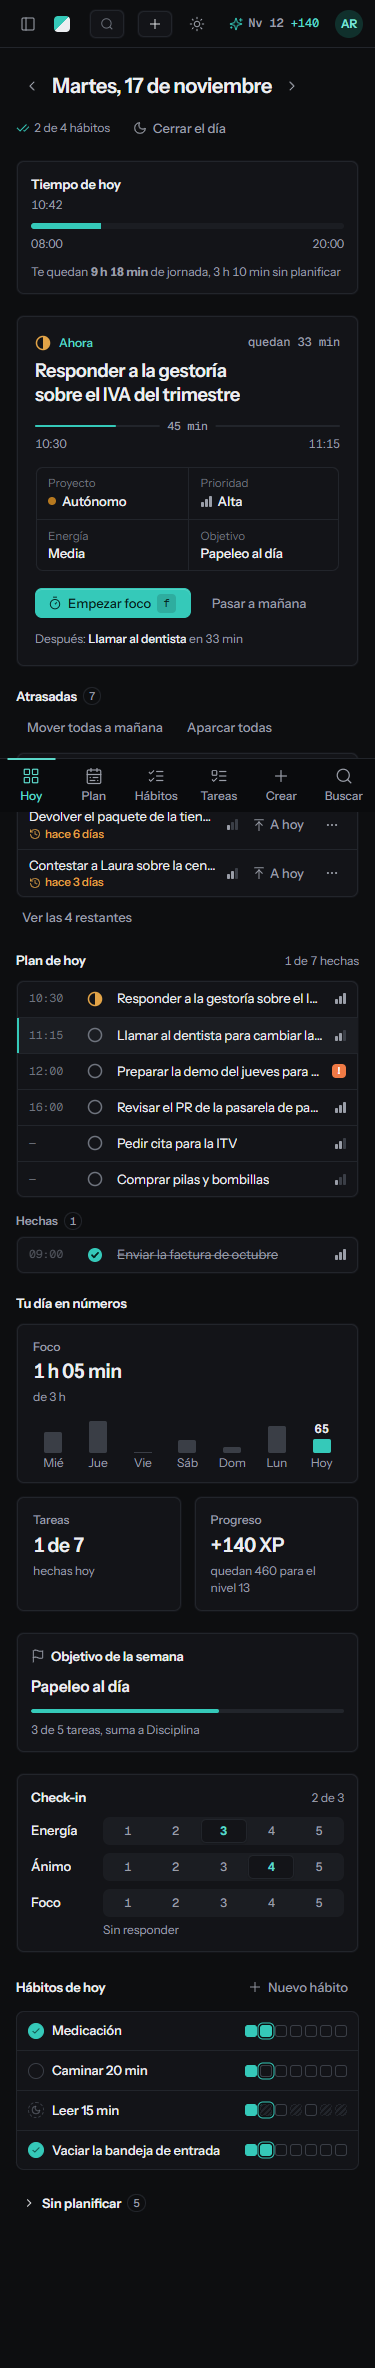 Nv 12 +140
AR
Martes, 17 de noviembre
2 de 4 hábitos
Cerrar el día
Tiempo de hoy
10:42
08:00
20:00
Te quedan 9 h 18 min de jornada, 3 h 10 min sin planificar
Ahora
quedan 33 min
Responder a la gestoría
sobre el IVA del trimestre
45 min
10:30
11:15
Proyecto
Autónomo
Prioridad
Alta
Energía
Media
Objetivo
Papeleo al día
Empezar foco f
Pasar a mañana
Después: Llamar al dentista en 33 min
Atrasadas 7
Mover todas a mañana
Aparcar todas
Hoy
Plan
Hábitos
Tareas
Crear
Buscar
Devolver el paquete de la tien...
hace 6 días
A hoy
Contestar a Laura sobre la cen...
hace 3 días
A hoy
Ver las 4 restantes
Plan de hoy
1 de 7 hechas
10:30 Responder a la gestoría sobre el I...
11:15 Llamar al dentista para cambiar la...
12:00 Preparar la demo del jueves para ...
16:00 Revisar el PR de la pasarela de pa...
– Pedir cita para la ITV
– Comprar pilas y bombillas
Hechas 1
09:00 Enviar la factura de octubre
Tu día en números
Foco
1 h 05 min
de 3 h
65
Mié Jue Vie Sáb Dom Lun Hoy
Tareas
1 de 7
hechas hoy
Progreso
+140 XP
quedan 460 para el
nivel 13
Objetivo de la semana
Papeleo al día
3 de 5 tareas, suma a Disciplina
Check-in
2 de 3
Energía 1 2 3 4 5
Ánimo 1 2 3 4 5
Foco 1 2 3 4 5
Sin responder
Hábitos de hoy
Nuevo hábito
Medicación
Caminar 20 min
Leer 15 min
Vaciar la bandeja de entrada
Sin planificar 5